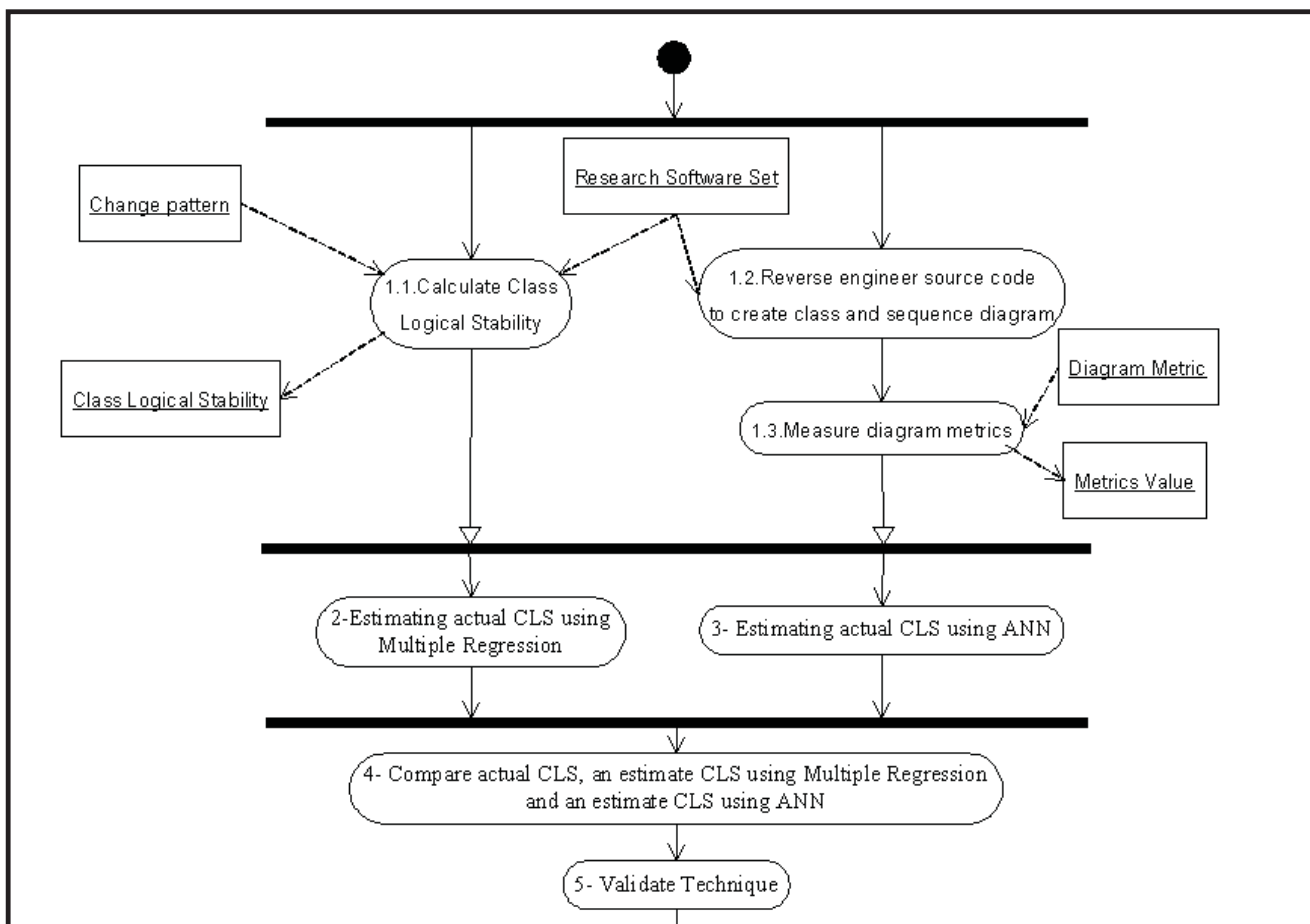 Research Software Set
Change pattern
1.1.Calculate Class
Logical Stability
1.2.Reverse engineer source code
to create class and sequence diagram
Class Logical Stability
Diagram Metric
1.3.Measure diagram metrics
Metrics Value
2-Estimating actual CLS using
Multiple Regression
3- Estimating actual CLS using ANN
4- Compare actual CLS, an estimate CLS using Multiple Regression
and an estimate CLS using ANN
5- Validate Technique